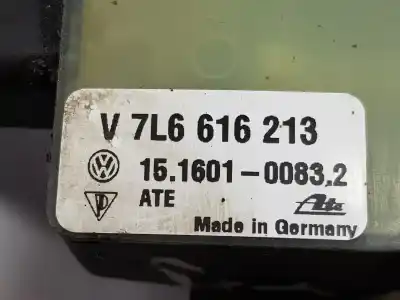 V 7L6 616 213
15.1601-0083.2
ATE
Ate
Made in Germany